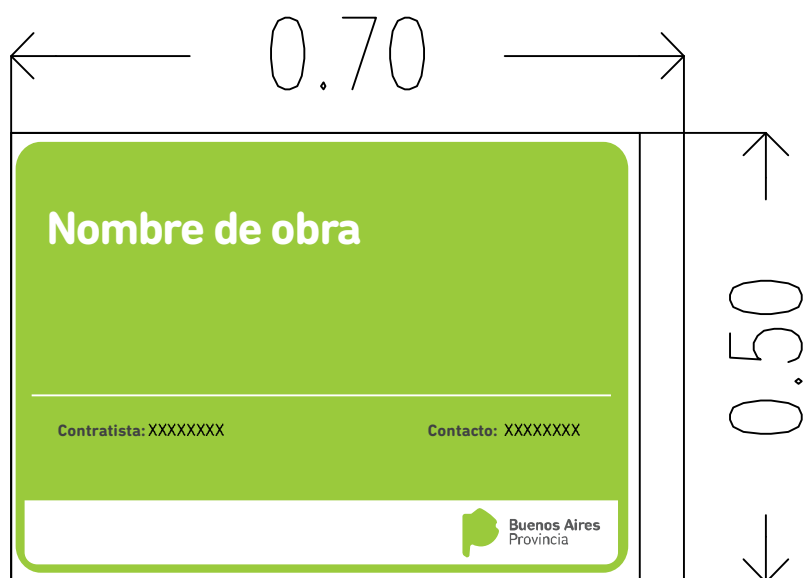 0.70
Nombre de obra
0.50
Contratista: XXXXXXXX
Contacto: XXXXXXXX
Buenos Aires
Provincia